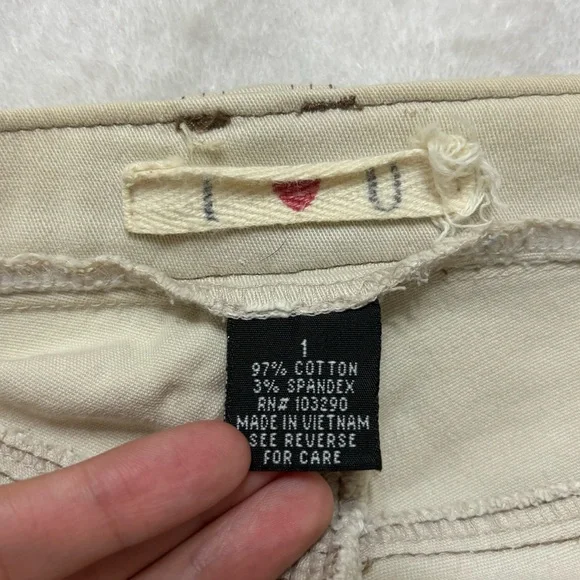 I ♥ U
1
97% COTTON
3% SPANDEX
RN# 103290
MADE IN VIETNAM
SEE REVERSE
FOR CARE